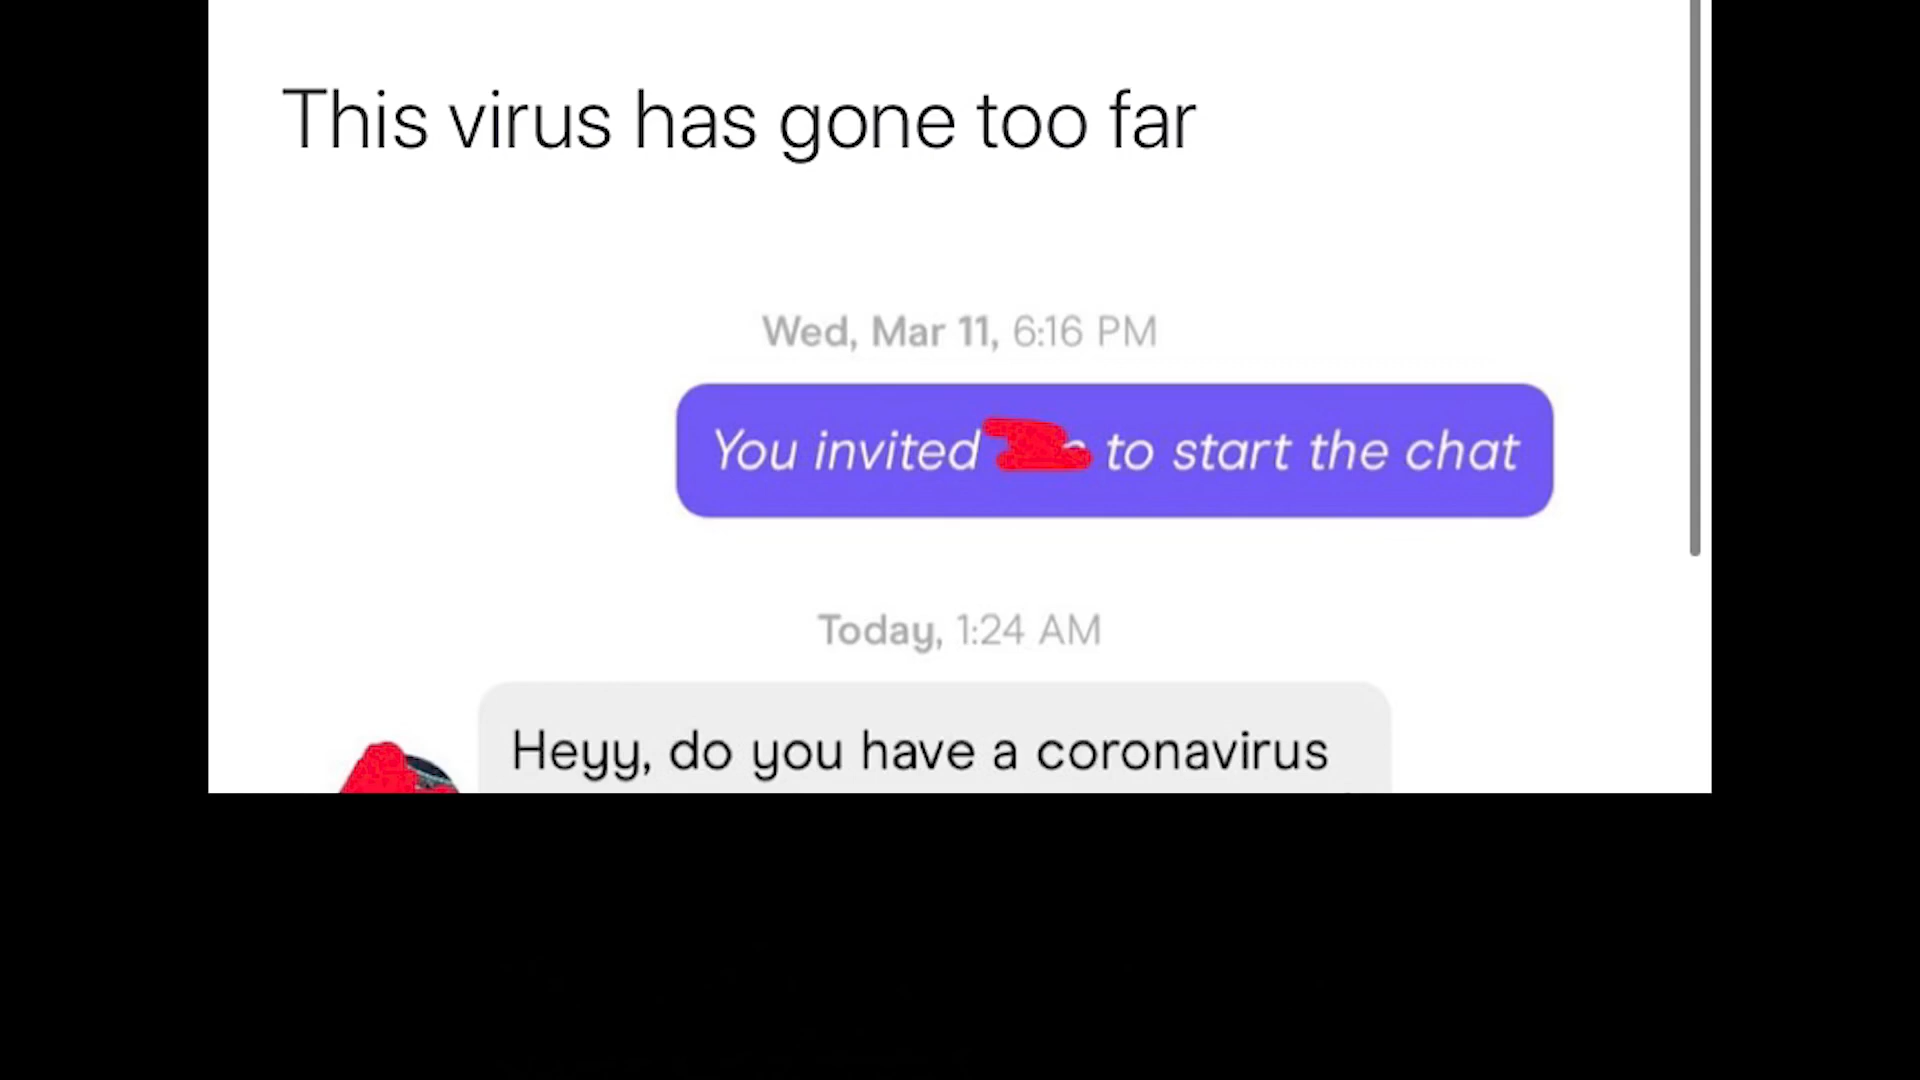 This virus has gone too far
Wed, Mar 11, 6:16 PM
You invited to start the chat
Today, 1:24 AM
Heyy, do you have a coronavirus